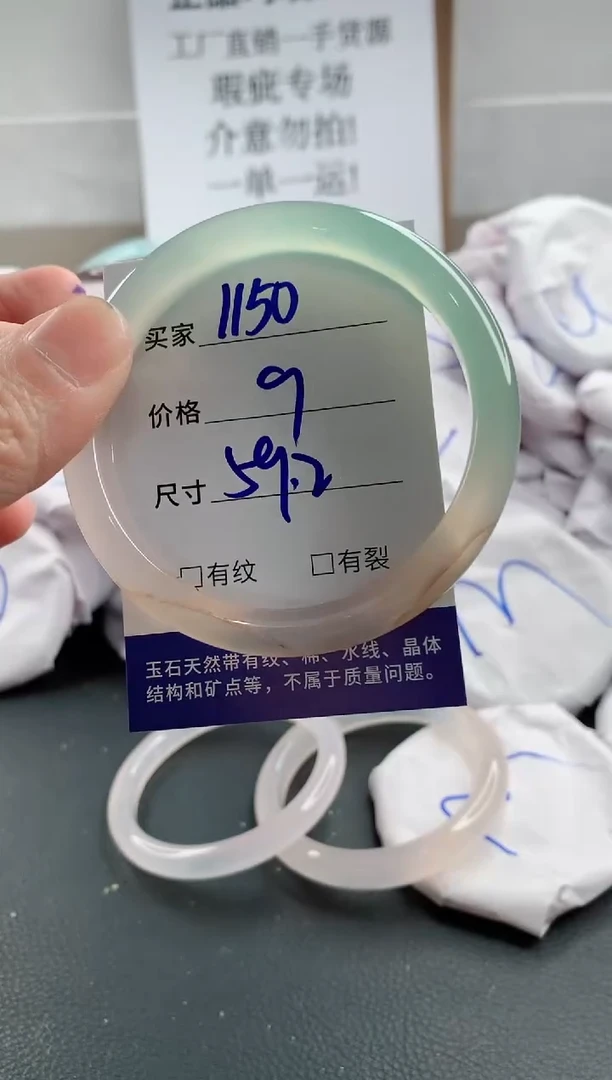 工厂直销一手货源
瑕疵专场
介意勿拍!
一单一运!
买家 1150
价格 9
尺寸 59.2
□有纹 □有裂
玉石天然带有纹、棉、水线、晶体
结构和矿点等，不属于质量问题。